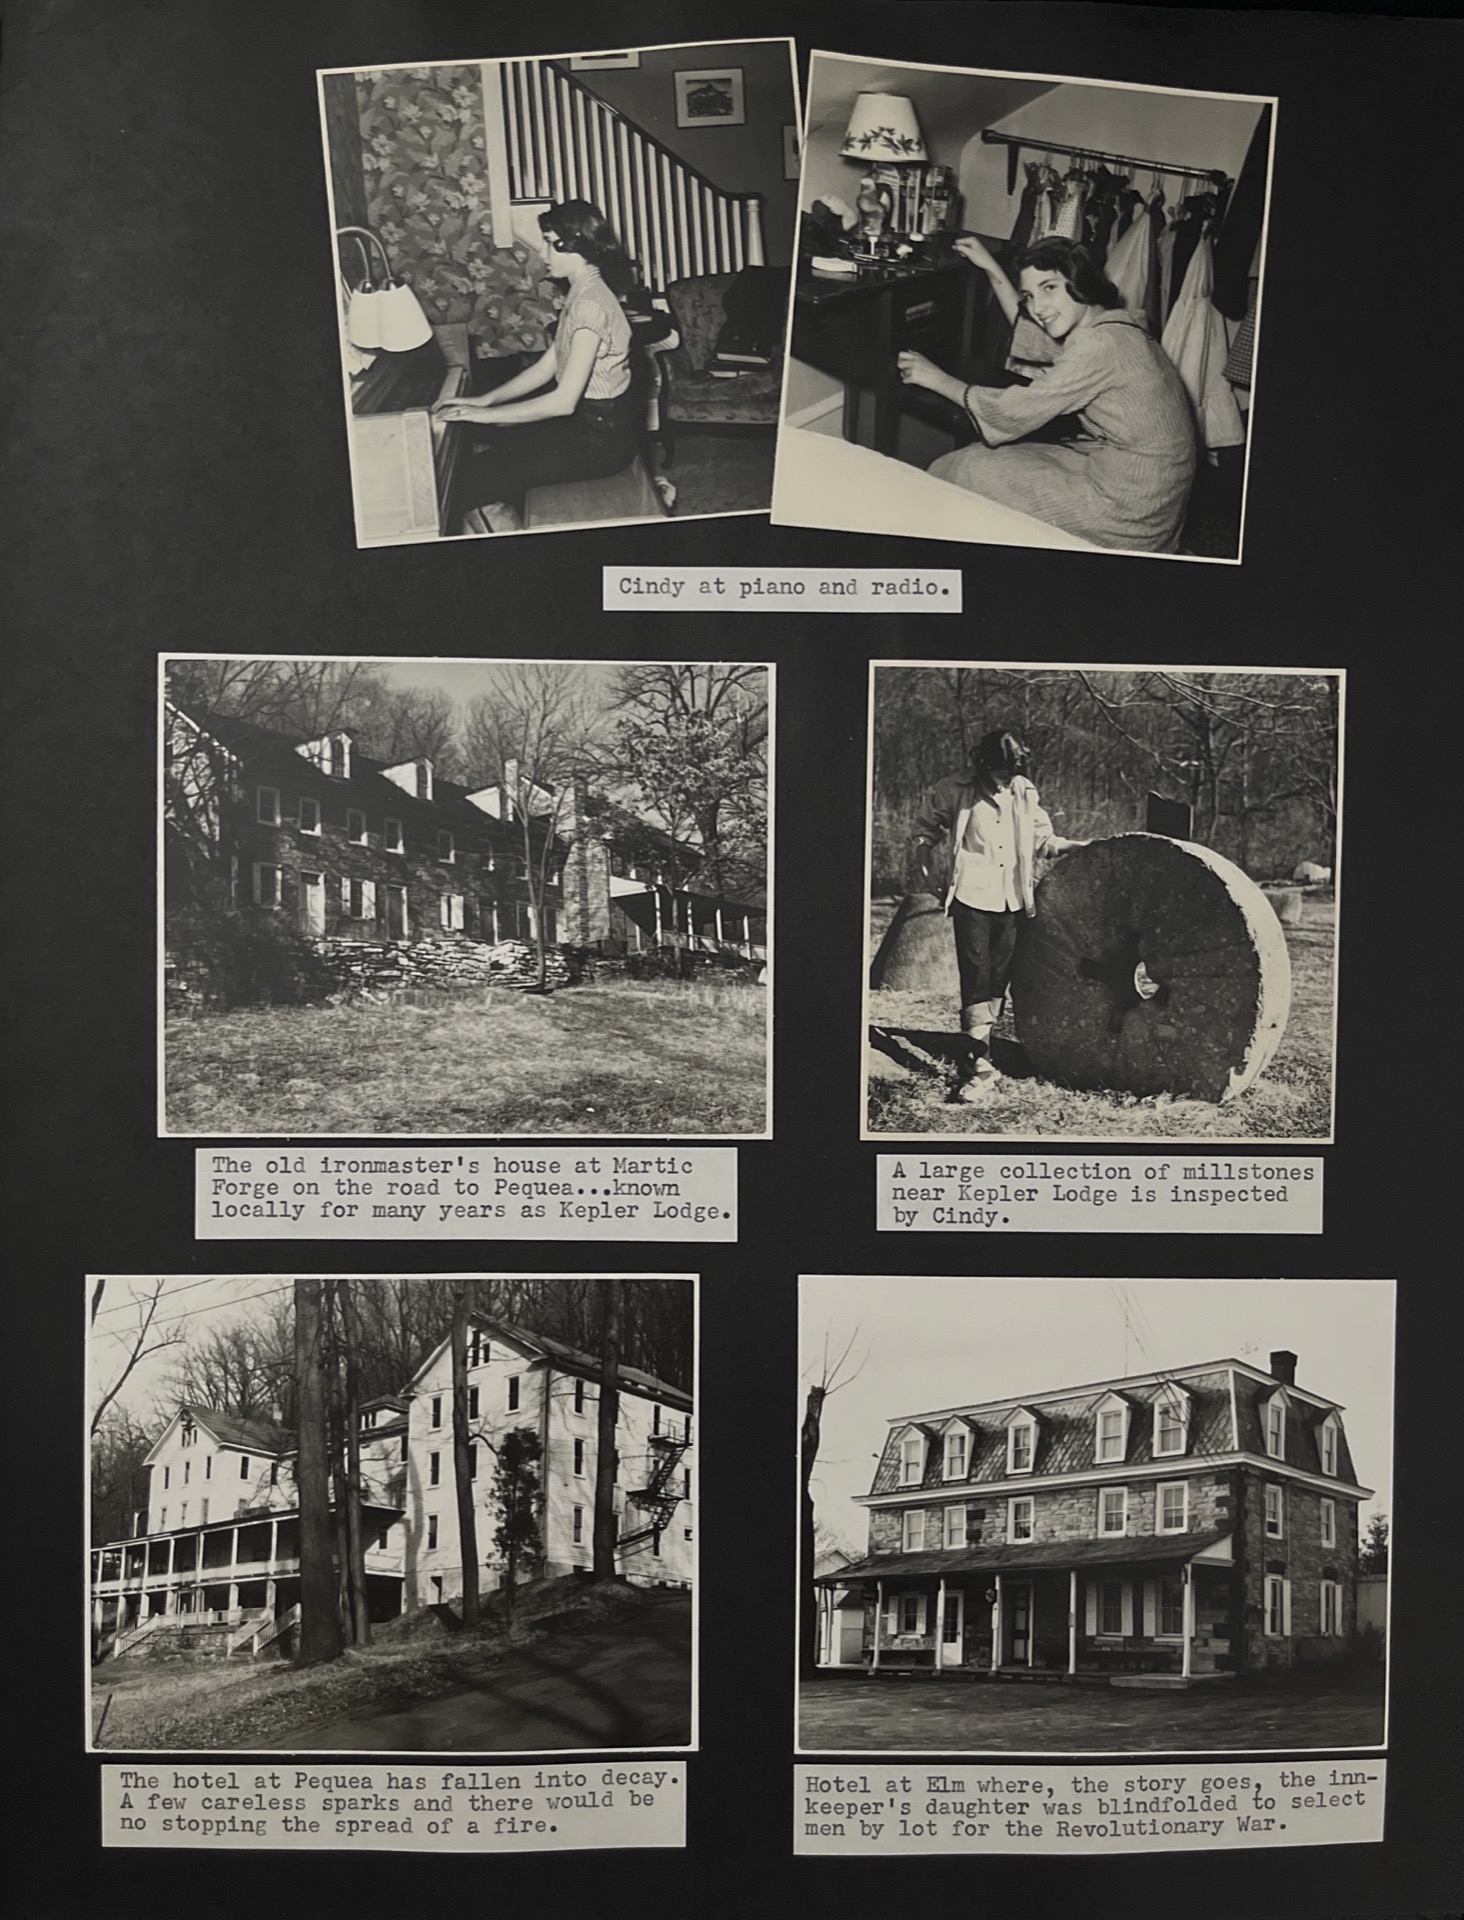 Cindy at piano and radio.
The old ironmaster's house at Martic
Forge on the road to Pequea...known
locally for many years as Kepler Lodge.
A large collection of millstones
near Kepler Lodge is inspected
by Cindy.
The hotel at Pequea has fallen into decay.
A few careless sparks and there would be
no stopping the spread of a fire.
Hotel at Elm where, the story goes, the inn-
keeper's daughter was blindfolded to select
men by lot for the Revolutionary War.